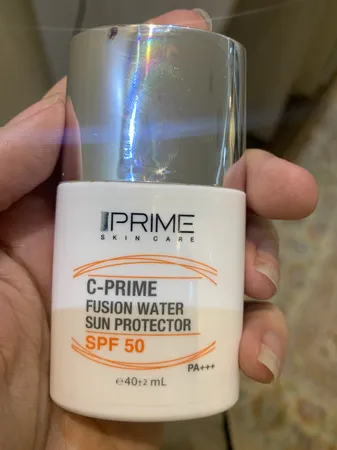 PRIME
SKIN CARE
C-PRIME
FUSION WATER
SUN PROTECTOR
SPF 50
PA+++
℮40±2 mL